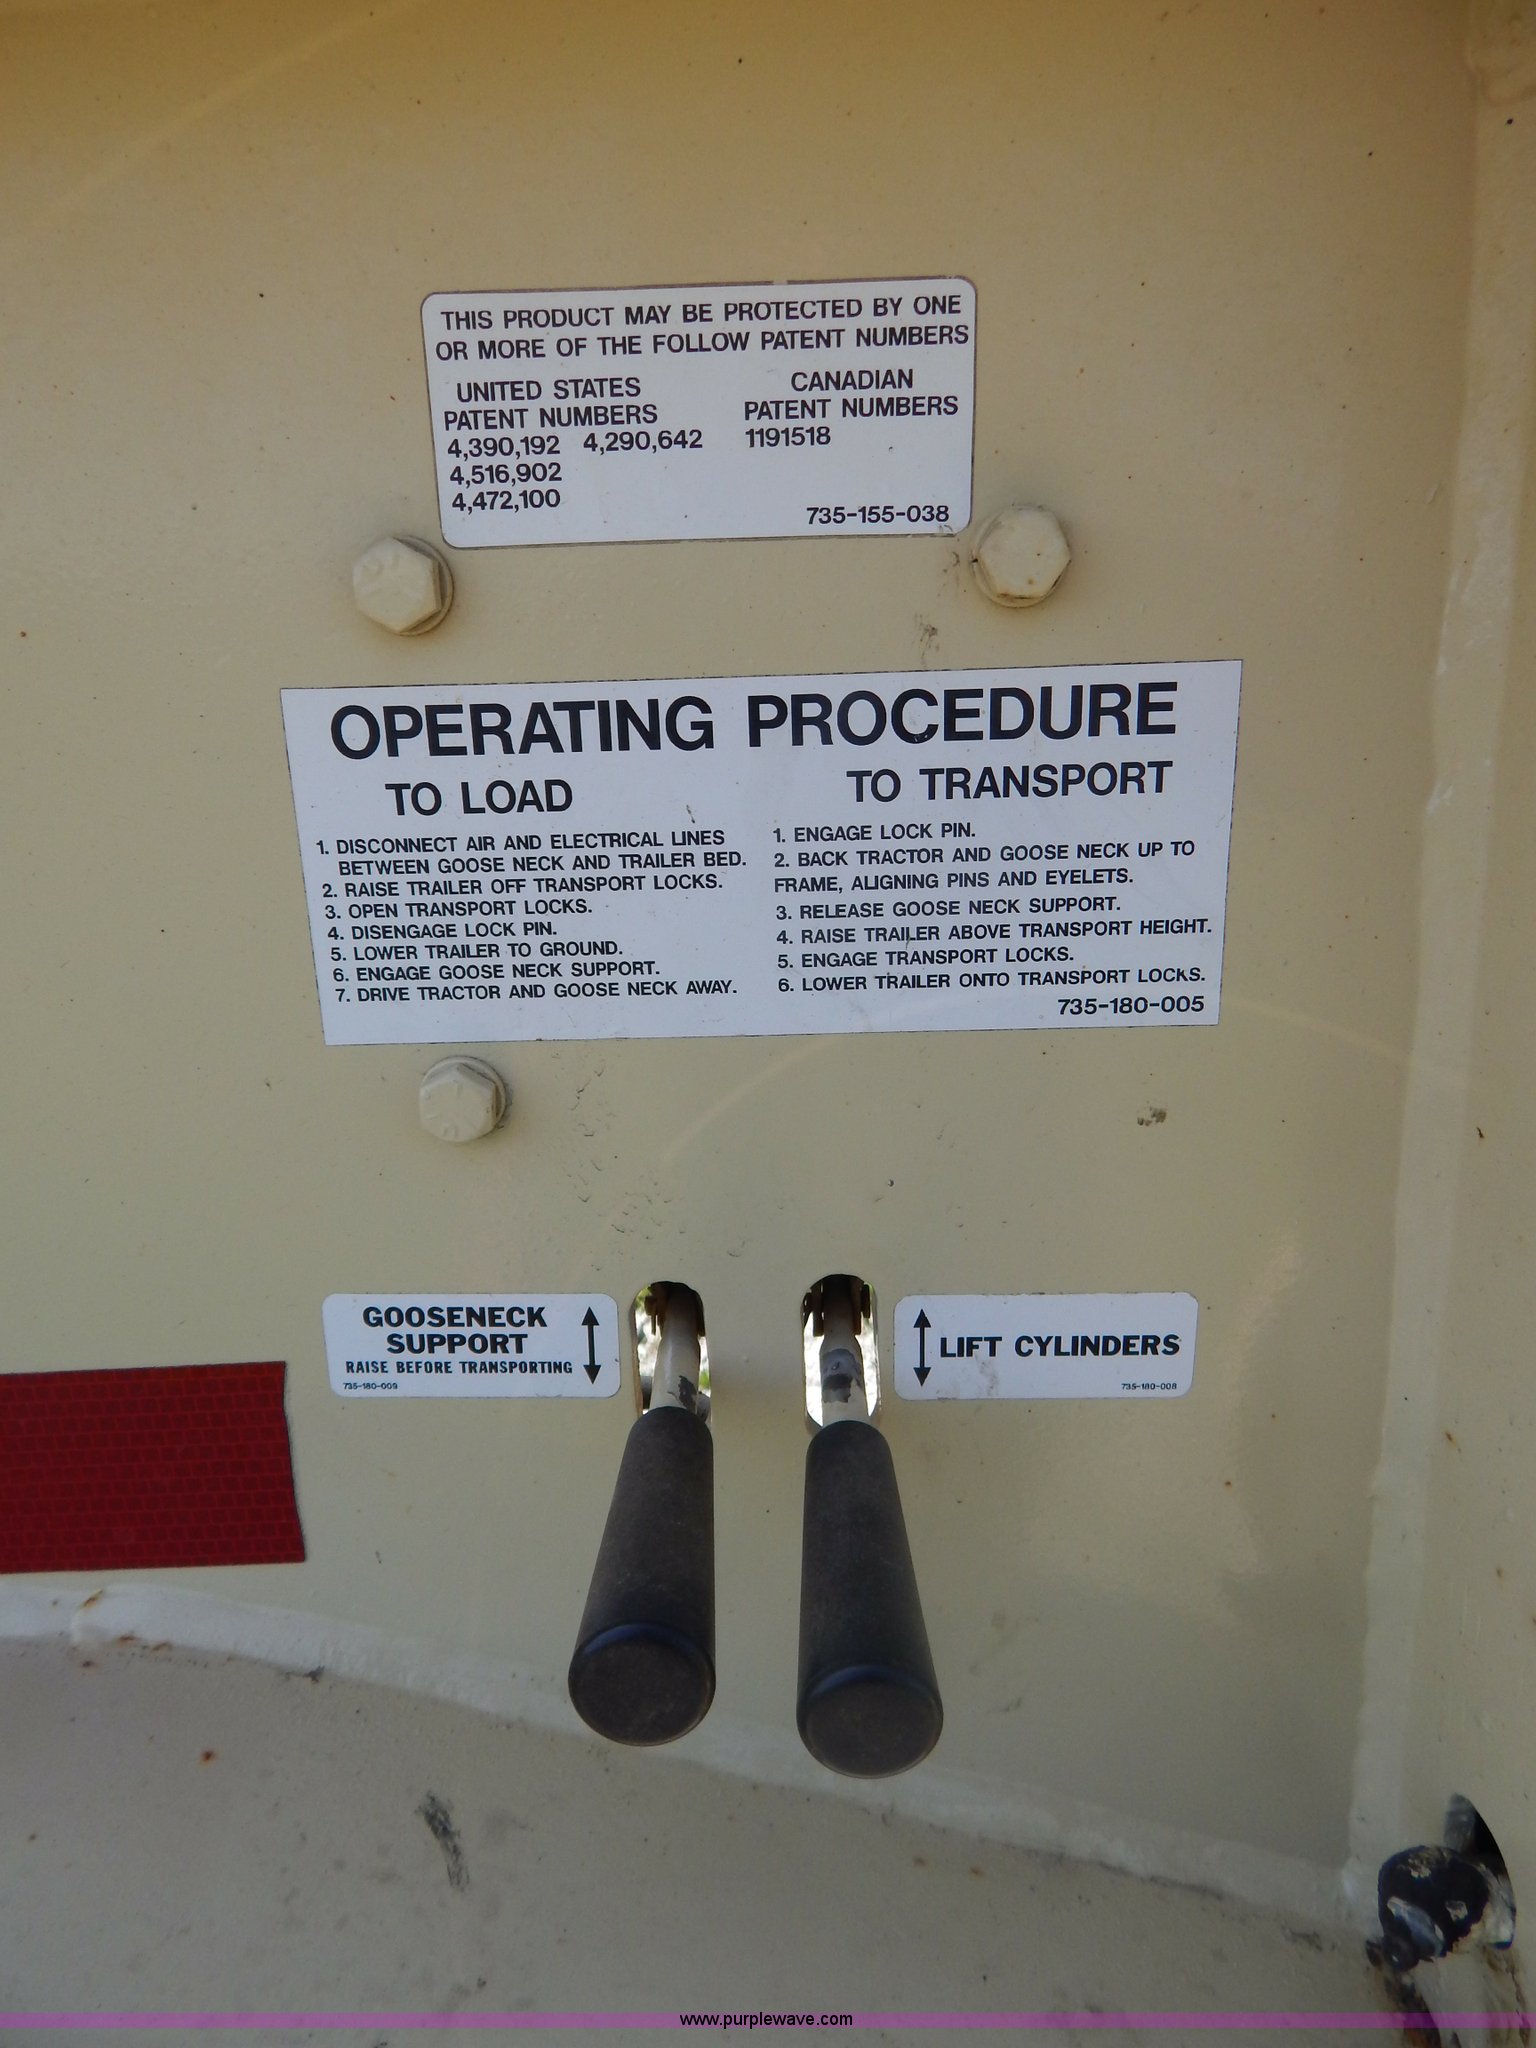 THIS PRODUCT MAY BE PROTECTED BY ONE
OR MORE OF THE FOLLOW PATENT NUMBERS
UNITED STATES
PATENT NUMBERS
4,390,192 4,290,642
4,516,902
4,472,100
CANADIAN
PATENT NUMBERS
1191518
735-155-038
OPERATING PROCEDURE
TO LOAD
1. DISCONNECT AIR AND ELECTRICAL LINES
BETWEEN GOOSE NECK AND TRAILER BED.
2. RAISE TRAILER OFF TRANSPORT LOCKS.
3. OPEN TRANSPORT LOCKS.
4. DISENGAGE LOCK PIN.
5. LOWER TRAILER TO GROUND.
6. ENGAGE GOOSE NECK SUPPORT.
7. DRIVE TRACTOR AND GOOSE NECK AWAY.
TO TRANSPORT
1. ENGAGE LOCK PIN.
2. BACK TRACTOR AND GOOSE NECK UP TO
FRAME, ALIGNING PINS AND EYELETS.
3. RELEASE GOOSE NECK SUPPORT.
4. RAISE TRAILER ABOVE TRANSPORT HEIGHT.
5. ENGAGE TRANSPORT LOCKS.
6. LOWER TRAILER ONTO TRANSPORT LOCKS.
735-180-005
GOOSENECK
SUPPORT
RAISE BEFORE TRANSPORTING
735-180-009
LIFT CYLINDERS
735-180-008
www.purplewave.com